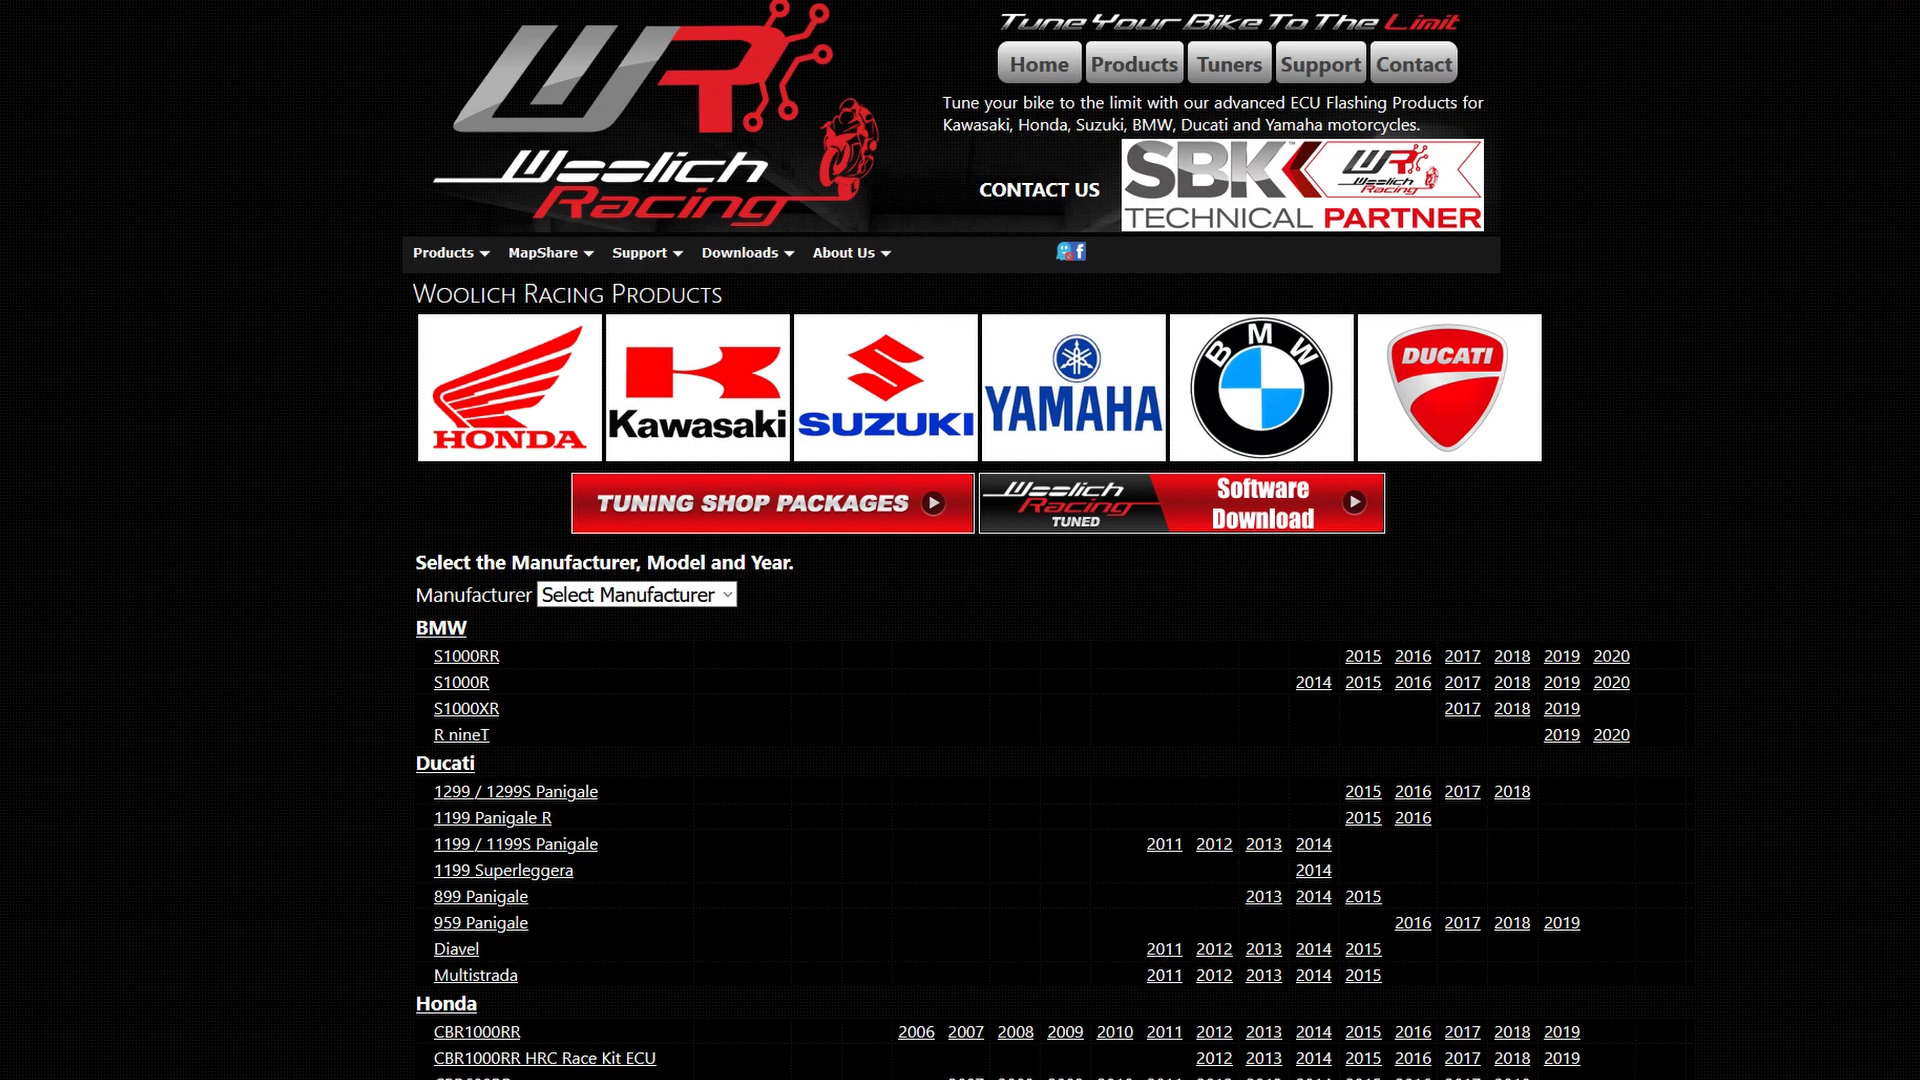 Tune Your Bike To The Limit
Home Products Tuners Support Contact
Tune your bike to the limit with our advanced ECU Flashing Products for
Kawasaki, Honda, Suzuki, BMW, Ducati and Yamaha motorcycles.
WR
Woolich
Racing
CONTACT US
SBK WR Woolich Racing
TECHNICAL PARTNER
Products MapShare Support Downloads About Us
Woolich Racing Products
HONDA Kawasaki SUZUKI YAMAHA BMW DUCATI
TUNING SHOP PACKAGES
Woolich Racing TUNED
Software
Download
Select the Manufacturer, Model and Year.
Manufacturer Select Manufacturer
BMW
S1000RR 2015 2016 2017 2018 2019 2020
S1000R 2014 2015 2016 2017 2018 2019 2020
S1000XR 2017 2018 2019
R nineT 2019 2020
Ducati
1299 / 1299S Panigale 2015 2016 2017 2018
1199 Panigale R 2015 2016
1199 / 1199S Panigale 2011 2012 2013 2014
1199 Superleggera 2014
899 Panigale 2013 2014 2015
959 Panigale 2016 2017 2018 2019
Diavel 2011 2012 2013 2014 2015
Multistrada 2011 2012 2013 2014 2015
Honda
CBR1000RR 2006 2007 2008 2009 2010 2011 2012 2013 2014 2015 2016 2017 2018 2019
CBR1000RR HRC Race Kit ECU 2012 2013 2014 2015 2016 2017 2018 2019